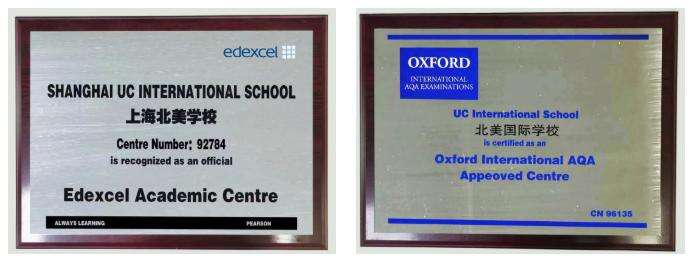 edexcel
SHANGHAI UC INTERNATIONAL SCHOOL
上海北美学校
Centre Number: 92784
is recognized as an official
Edexcel Academic Centre
ALWAYS LEARNING PEARSON
OXFORD
INTERNATIONAL
AQA EXAMINATIONS
UC International School
北美国际学校
is certified as an
Oxford International AQA
Appeoved Centre
CN 96135